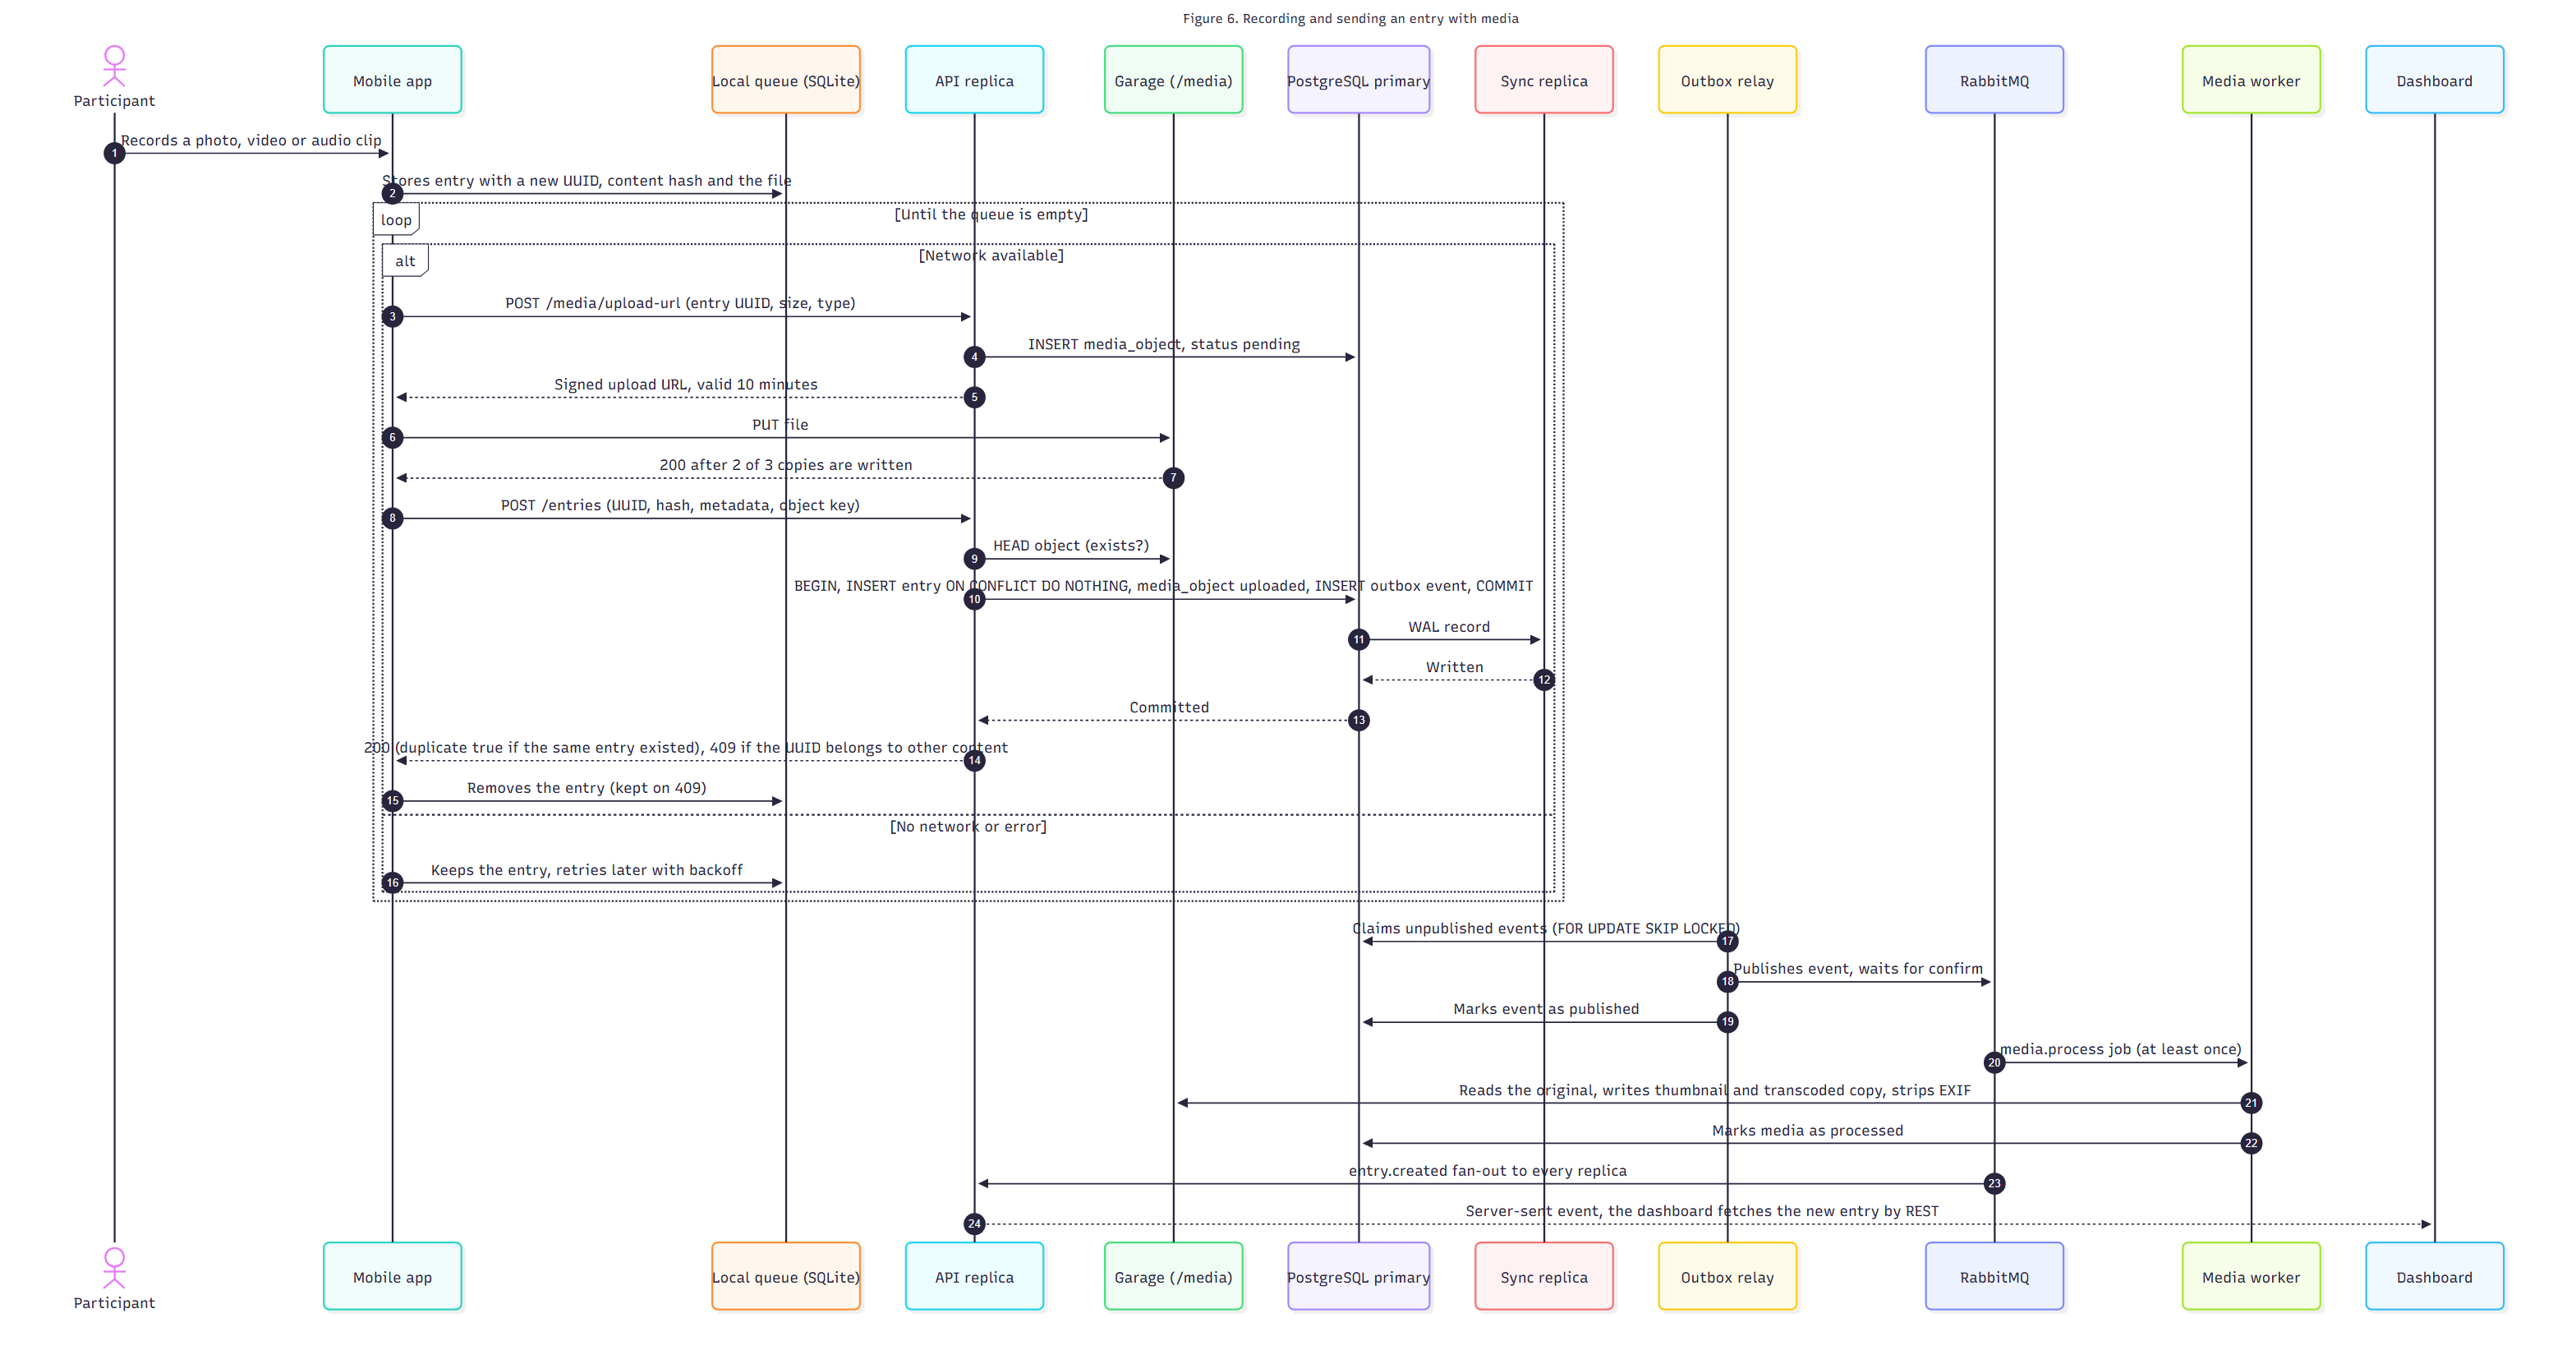 Figure 6. Recording and sending an entry with media
Participant
Mobile app
Local queue (SQLite)
API replica
Garage (/media)
PostgreSQL primary
Sync replica
Outbox relay
RabbitMQ
Media worker
Dashboard
1 Records a photo, video or audio clip
2 Stores entry with a new UUID, content hash and the file
loop [Until the queue is empty]
alt [Network available]
3 POST /media/upload-url (entry UUID, size, type)
4 INSERT media_object, status pending
5 Signed upload URL, valid 10 minutes
6 PUT file
7 200 after 2 of 3 copies are written
8 POST /entries (UUID, hash, metadata, object key)
9 HEAD object (exists?)
10 BEGIN, INSERT entry ON CONFLICT DO NOTHING, media_object uploaded, INSERT outbox event, COMMIT
11 WAL record
12 Written
13 Committed
14 200 (duplicate true if the same entry existed), 409 if the UUID belongs to other content
15 Removes the entry (kept on 409)
[No network or error]
16 Keeps the entry, retries later with backoff
17 Claims unpublished events (FOR UPDATE SKIP LOCKED)
18 Publishes event, waits for confirm
19 Marks event as published
20 media.process job (at least once)
21 Reads the original, writes thumbnail and transcoded copy, strips EXIF
22 Marks media as processed
23 entry.created fan-out to every replica
24 Server-sent event, the dashboard fetches the new entry by REST
Participant
Mobile app
Local queue (SQLite)
API replica
Garage (/media)
PostgreSQL primary
Sync replica
Outbox relay
RabbitMQ
Media worker
Dashboard